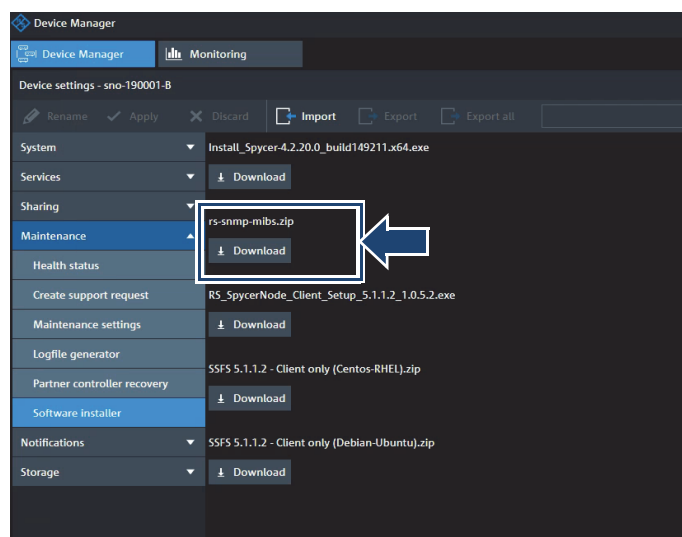 Device Manager
Device Manager
Monitoring
Device settings - sno-190001-B
Rename Apply Discard Import Export Export all
System
Services
Sharing
Maintenance
Health status
Create support request
Maintenance settings
Logfile generator
Partner controller recovery
Software installer
Notifications
Storage
Install_Spycer-4.2.20.0_build149211.x64.exe
Download
rs-snmp-mibs.zip
Download
RS_SpycerNode_Client_Setup_5.1.1.2_1.0.5.2.exe
Download
SSFS 5.1.1.2 - Client only (Centos-RHEL).zip
Download
SSFS 5.1.1.2 - Client only (Debian-Ubuntu).zip
Download